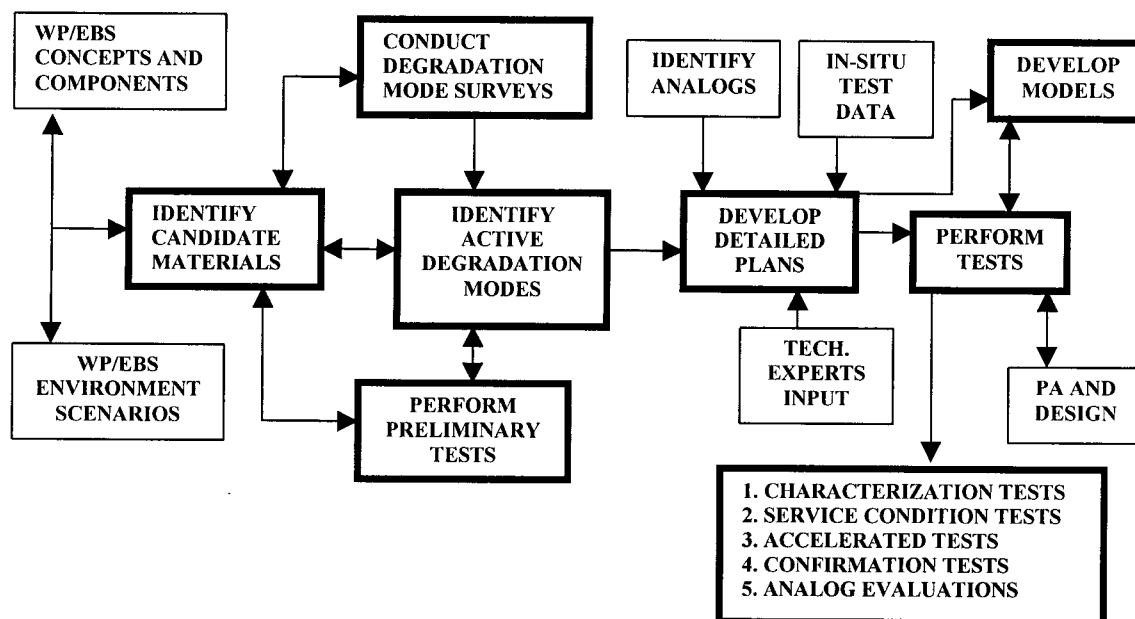 WP/EBS
CONCEPTS AND
COMPONENTS
CONDUCT
DEGRADATION
MODE SURVEYS
IDENTIFY
ANALOGS
IN-SITU
TEST
DATA
DEVELOP
MODELS
IDENTIFY
CANDIDATE
MATERIALS
IDENTIFY
ACTIVE
DEGRADATION
MODES
DEVELOP
DETAILED
PLANS
PERFORM
TESTS
WP/EBS
ENVIRONMENT
SCENARIOS
PERFORM
PRELIMINARY
TESTS
TECH.
EXPERTS
INPUT
PA AND
DESIGN
1. CHARACTERIZATION TESTS
2. SERVICE CONDITION TESTS
3. ACCELERATED TESTS
4. CONFIRMATION TESTS
5. ANALOG EVALUATIONS